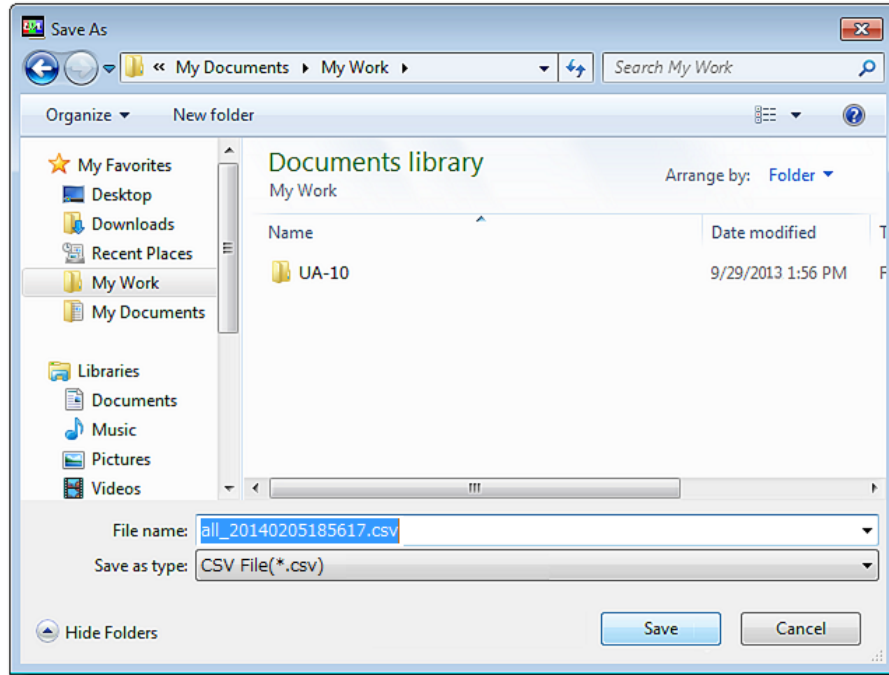 Save As
« My Documents My Work
Search My Work
Organize
New folder
My Favorites
Desktop
Downloads
Recent Places
My Work
My Documents
Libraries
Documents
Music
Pictures
Videos
Documents library
My Work
Arrange by: Folder
Name Date modified T
UA-10 9/29/2013 1:56 PM F
File name: all_20140205185617.csv
Save as type: CSV File(*.csv)
Hide Folders
Save
Cancel